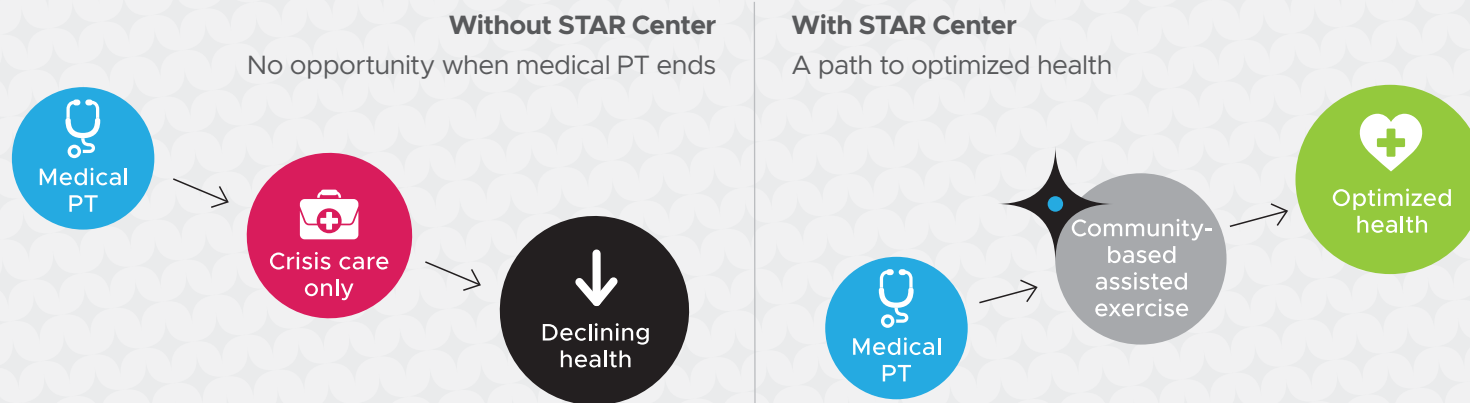 Without STAR Center
No opportunity when medical PT ends
Medical
PT
Crisis care
only
Declining
health
With STAR Center
A path to optimized health
Medical
PT
Community-
based
assisted
exercise
Optimized
health